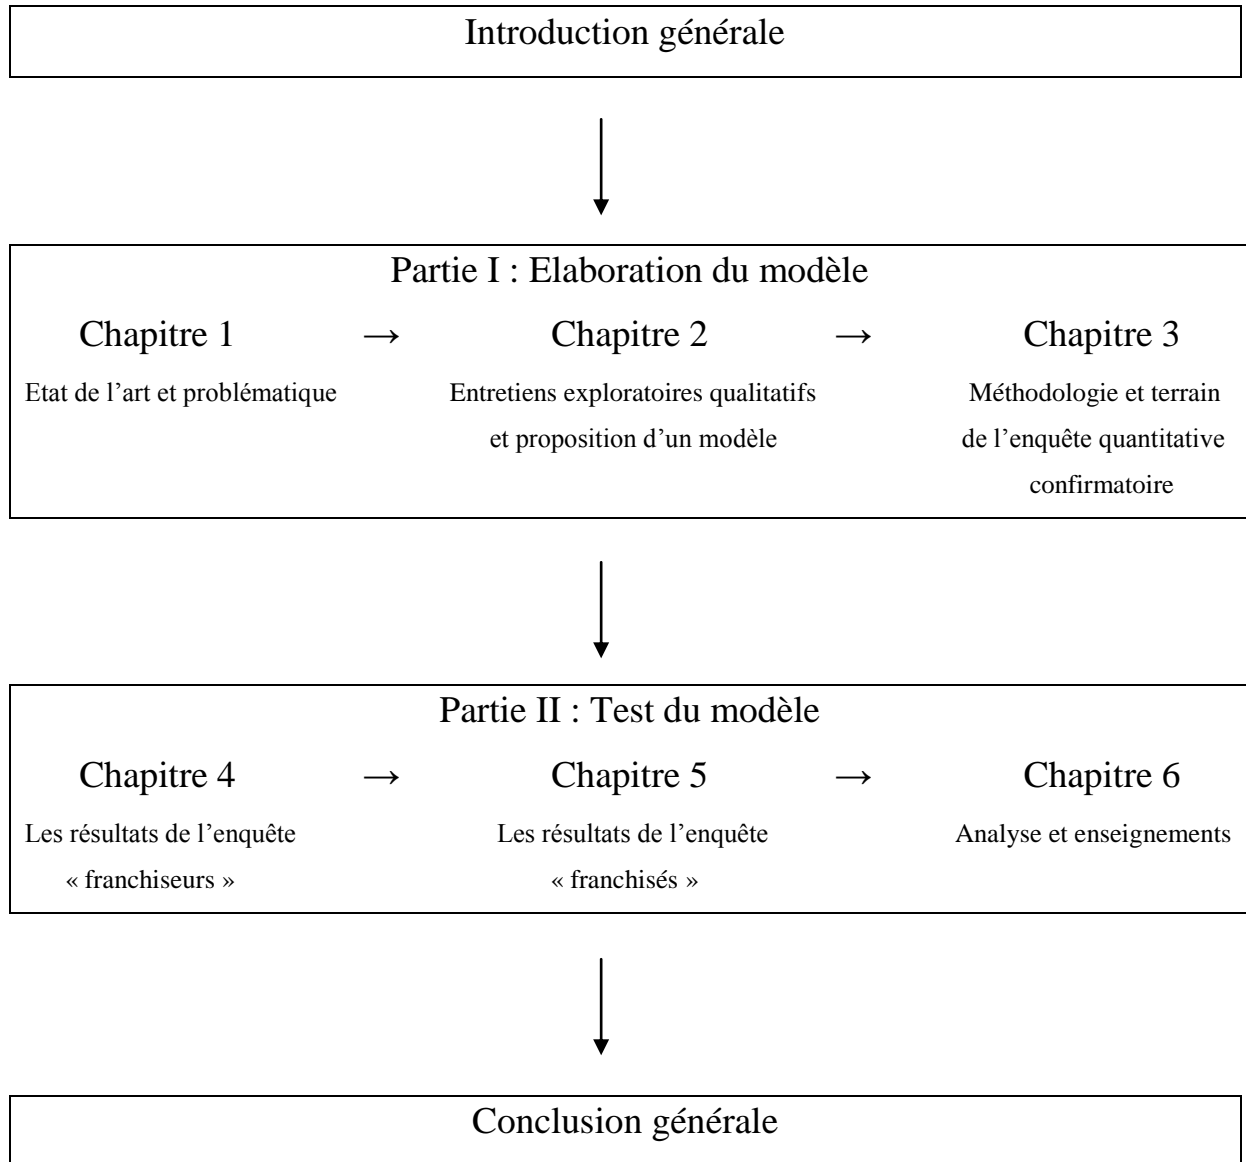 Introduction générale
Partie I : Elaboration du modèle
Chapitre 1 → Chapitre 2 → Chapitre 3
Etat de l’art et problématique Entretiens exploratoires qualitatifs Méthodologie et terrain
et proposition d’un modèle de l’enquête quantitative
confirmatoire
Partie II : Test du modèle
Chapitre 4 → Chapitre 5 → Chapitre 6
Les résultats de l’enquête Les résultats de l’enquête Analyse et enseignements
« franchiseurs » « franchisés »
Conclusion générale